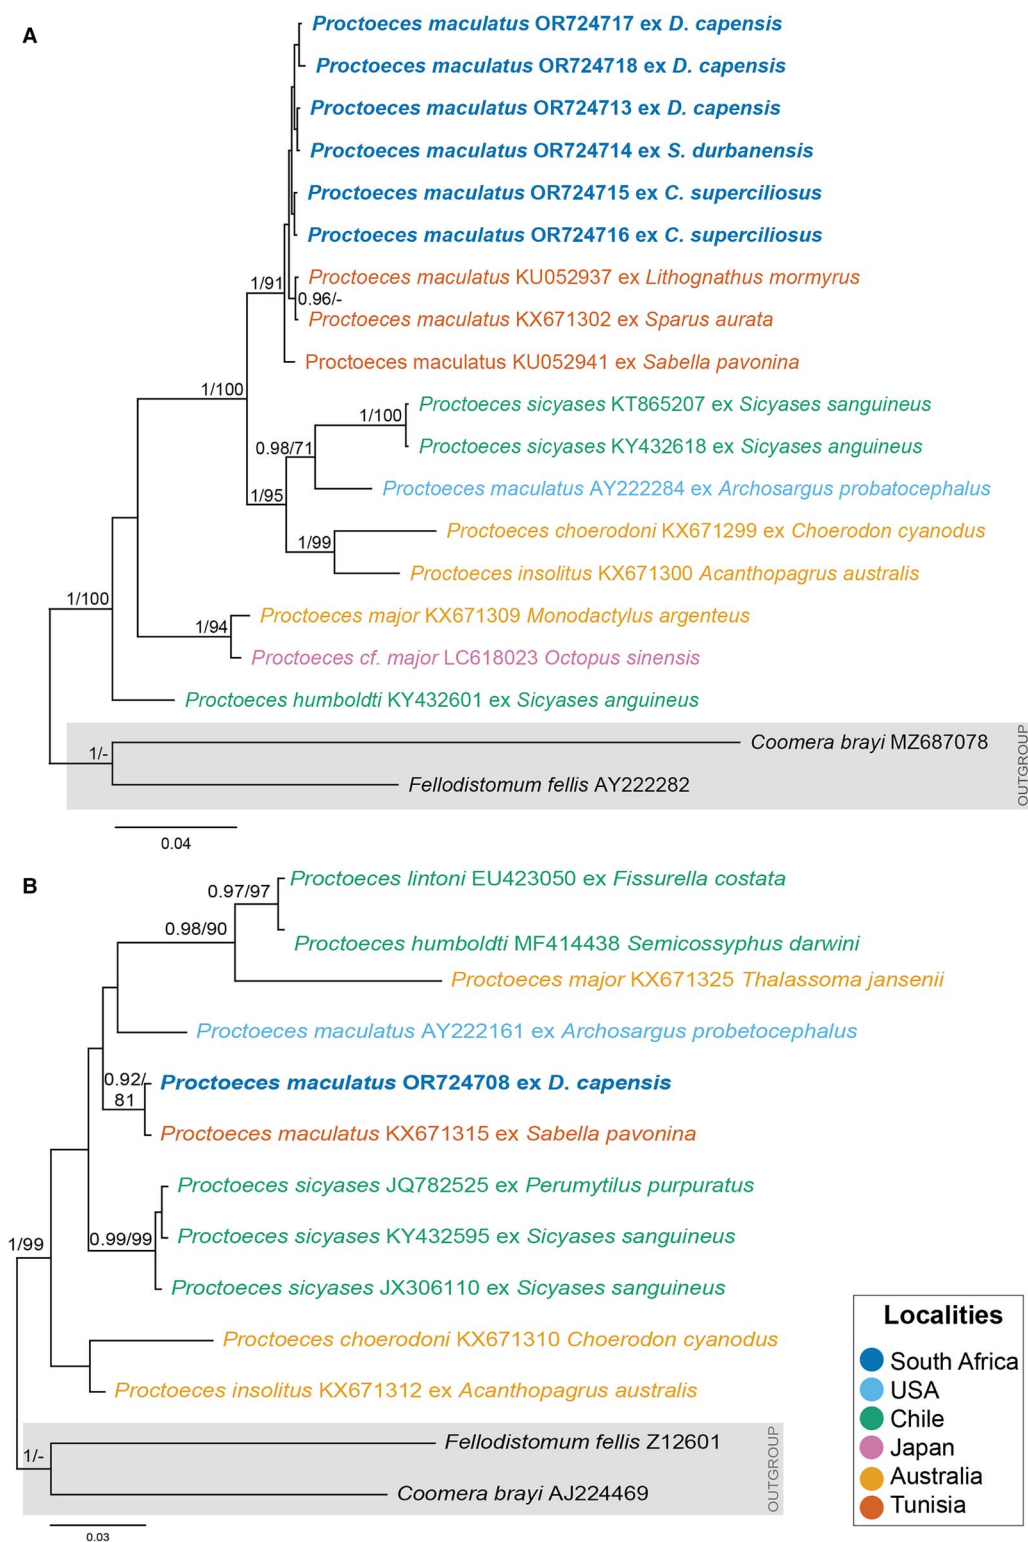 A
Proctoeces maculatus OR724717 ex D. capensis
Proctoeces maculatus OR724718 ex D. capensis
Proctoeces maculatus OR724713 ex D. capensis
Proctoeces maculatus OR724714 ex S. durbanensis
Proctoeces maculatus OR724715 ex C. superciliosus
Proctoeces maculatus OR724716 ex C. superciliosus
1/91
Proctoeces maculatus KU052937 ex Lithognathus mormyrus
0.96/-
Proctoeces maculatus KX671302 ex Sparus aurata
Proctoeces maculatus KU052941 ex Sabella pavonina
1/100
Proctoeces sicyases KT865207 ex Sicyases sanguineus
1/100
Proctoeces sicyases KY432618 ex Sicyases anguineus
0.98/71
Proctoeces maculatus AY222284 ex Archosargus probatocephalus
1/95
Proctoeces choerodoni KX671299 ex Choerodon cyanodus
1/99
Proctoeces insolitus KX671300 Acanthopagrus australis
1/100
Proctoeces major KX671309 Monodactylus argenteus
1/94
Proctoeces cf. major LC618023 Octopus sinensis
Proctoeces humboldti KY432601 ex Sicyases anguineus
Coomera brayi MZ687078
1/-
Fellodistomum fellis AY222282
OUTGROUP
0.04
B
Proctoeces lintoni EU423050 ex Fissurella costata
0.97/97
0.98/90
Proctoeces humboldti MF414438 Semicossyphus darwini
Proctoeces major KX671325 Thalassoma jansenii
Proctoeces maculatus AY222161 ex Archosargus probetocephalus
0.92/
81
Proctoeces maculatus OR724708 ex D. capensis
Proctoeces maculatus KX671315 ex Sabella pavonina
Proctoeces sicyases JQ782525 ex Perumytilus purpuratus
0.99/99
Proctoeces sicyases KY432595 ex Sicyases sanguineus
1/99
Proctoeces sicyases JX306110 ex Sicyases sanguineus
Proctoeces choerodoni KX671310 Choerodon cyanodus
Proctoeces insolitus KX671312 ex Acanthopagrus australis
Fellodistomum fellis Z12601
1/-
Coomera brayi AJ224469
OUTGROUP
0.03
Localities
South Africa
USA
Chile
Japan
Australia
Tunisia